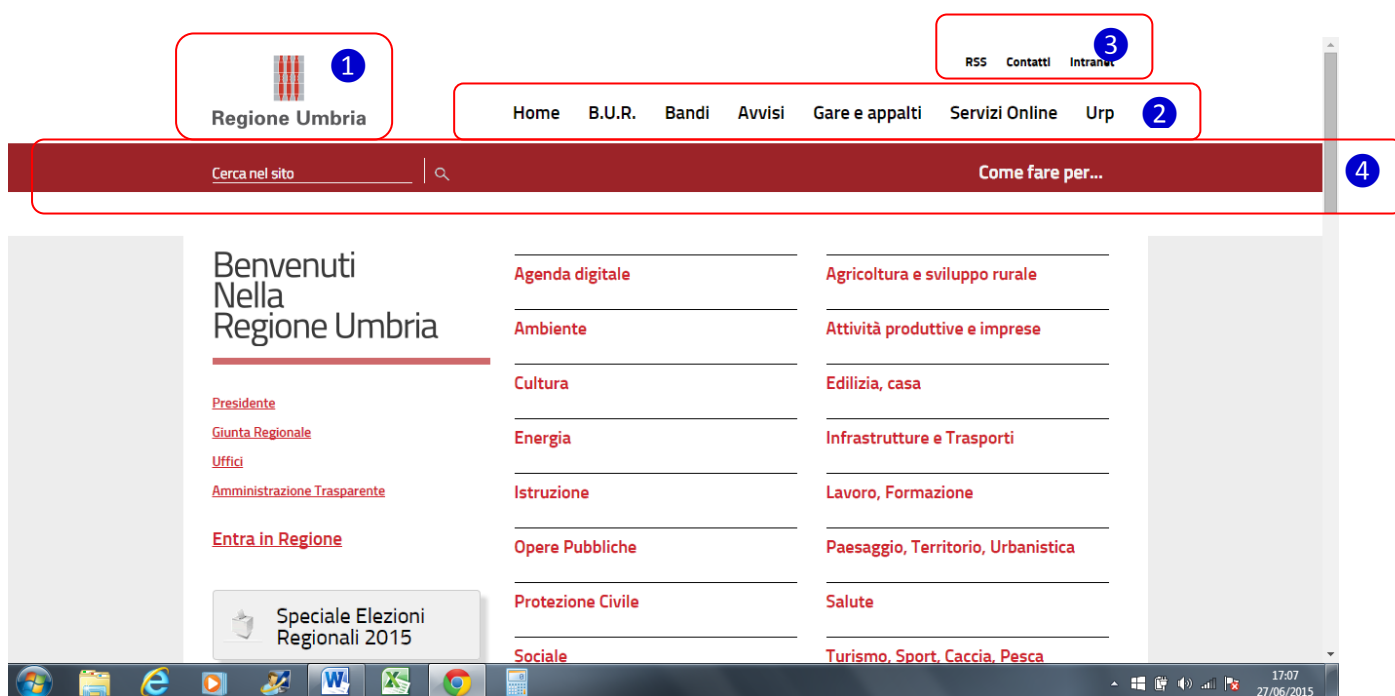 1
3
RSS Contatti Intranet
Regione Umbria
Home B.U.R. Bandi Avvisi Gare e appalti Servizi Online Urp 2
Cerca nel sito Come fare per...
4
Benvenuti
Nella
Regione Umbria
Presidente
Giunta Regionale
Uffici
Amministrazione Trasparente
Entra in Regione
Speciale Elezioni
Regionali 2015
Agenda digitale
Ambiente
Cultura
Energia
Istruzione
Opere Pubbliche
Protezione Civile
Sociale
Agricoltura e sviluppo rurale
Attività produttive e imprese
Edilizia, casa
Infrastrutture e Trasporti
Lavoro, Formazione
Paesaggio, Territorio, Urbanistica
Salute
Turismo, Sport, Caccia, Pesca
17:07
27/06/2015